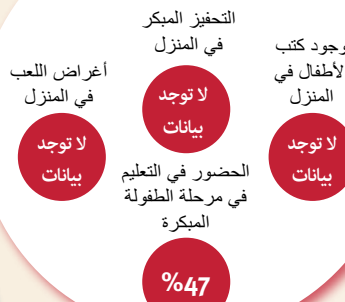 التحفيز المبكر
في المنزل
لا توجد
بيانات
وجود كتب
الأطفال في
المنزل
لا توجد
بيانات
أغراض اللعب
في المنزل
لا توجد
بيانات
الحضور في التعليم
في مرحلة الطفولة
المبكرة
%47